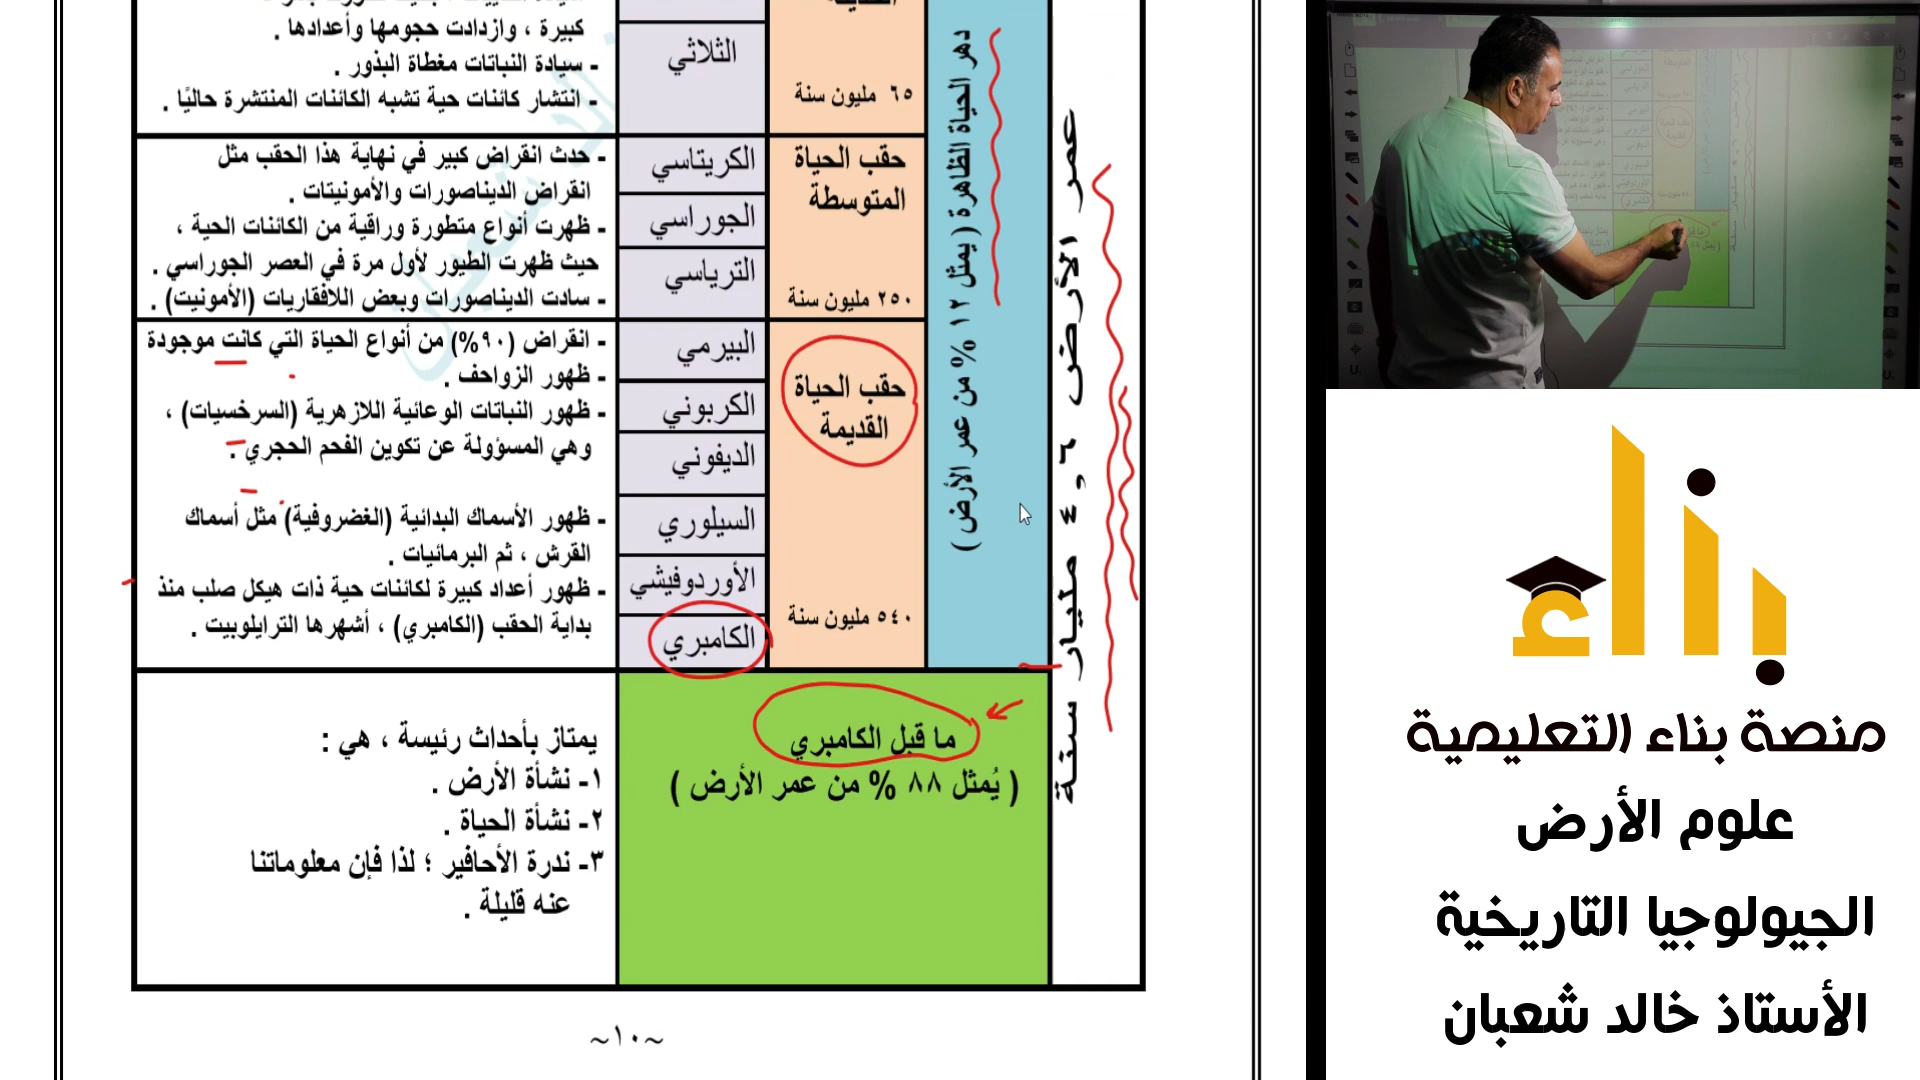 كبيرة ، وازدادت حجومها وأعدادها .
- سيادة النباتات مغطاة البذور .
- انتشار كائنات حية تشبه الكائنات المنتشرة حاليًا .
الثلاثي
٦٥ مليون سنة
دهر الحياة الظاهرة ( يمثل ١٢ % من عمر الأرض )
عمر الأرض ٤,٦ مليار سنة
حقب الحياة
المتوسطة
٢٥٠ مليون سنة
الكريتاسي
الجوراسي
الترياسي
- حدث انقراض كبير في نهاية هذا الحقب مثل
انقراض الديناصورات والأمونيتات .
- ظهرت أنواع متطورة وراقية من الكائنات الحية ،
حيث ظهرت الطيور لأول مرة في العصر الجوراسي .
- سادت الديناصورات وبعض اللافقاريات (الأمونيت) .
حقب الحياة
القديمة
٥٤٠ مليون سنة
البيرمي
الكربوني
الديفوني
السيلوري
الأوردوفيشي
الكامبري
- انقراض (٩٠%) من أنواع الحياة التي كانت موجودة
- ظهور الزواحف .
- ظهور النباتات الوعائية اللازهرية (السرخسيات) ،
وهي المسؤولة عن تكوين الفحم الحجري .
- ظهور الأسماك البدائية (الغضروفية) مثل أسماك
القرش ، ثم البرمائيات .
- ظهور أعداد كبيرة لكائنات حية ذات هيكل صلب منذ
بداية الحقب (الكامبري) ، أشهرها الترايلوبيت .
ما قبل الكامبري
( يُمثل ٨٨ % من عمر الأرض )
يمتاز بأحداث رئيسة ، هي :
١- نشأة الأرض .
٢- نشأة الحياة .
٣- ندرة الأحافير ؛ لذا فإن معلوماتنا
عنه قليلة .
~١٠~
بناء
منصة بناء التعليمية
علوم الأرض
الجيولوجيا التاريخية
الأستاذ خالد شعبان